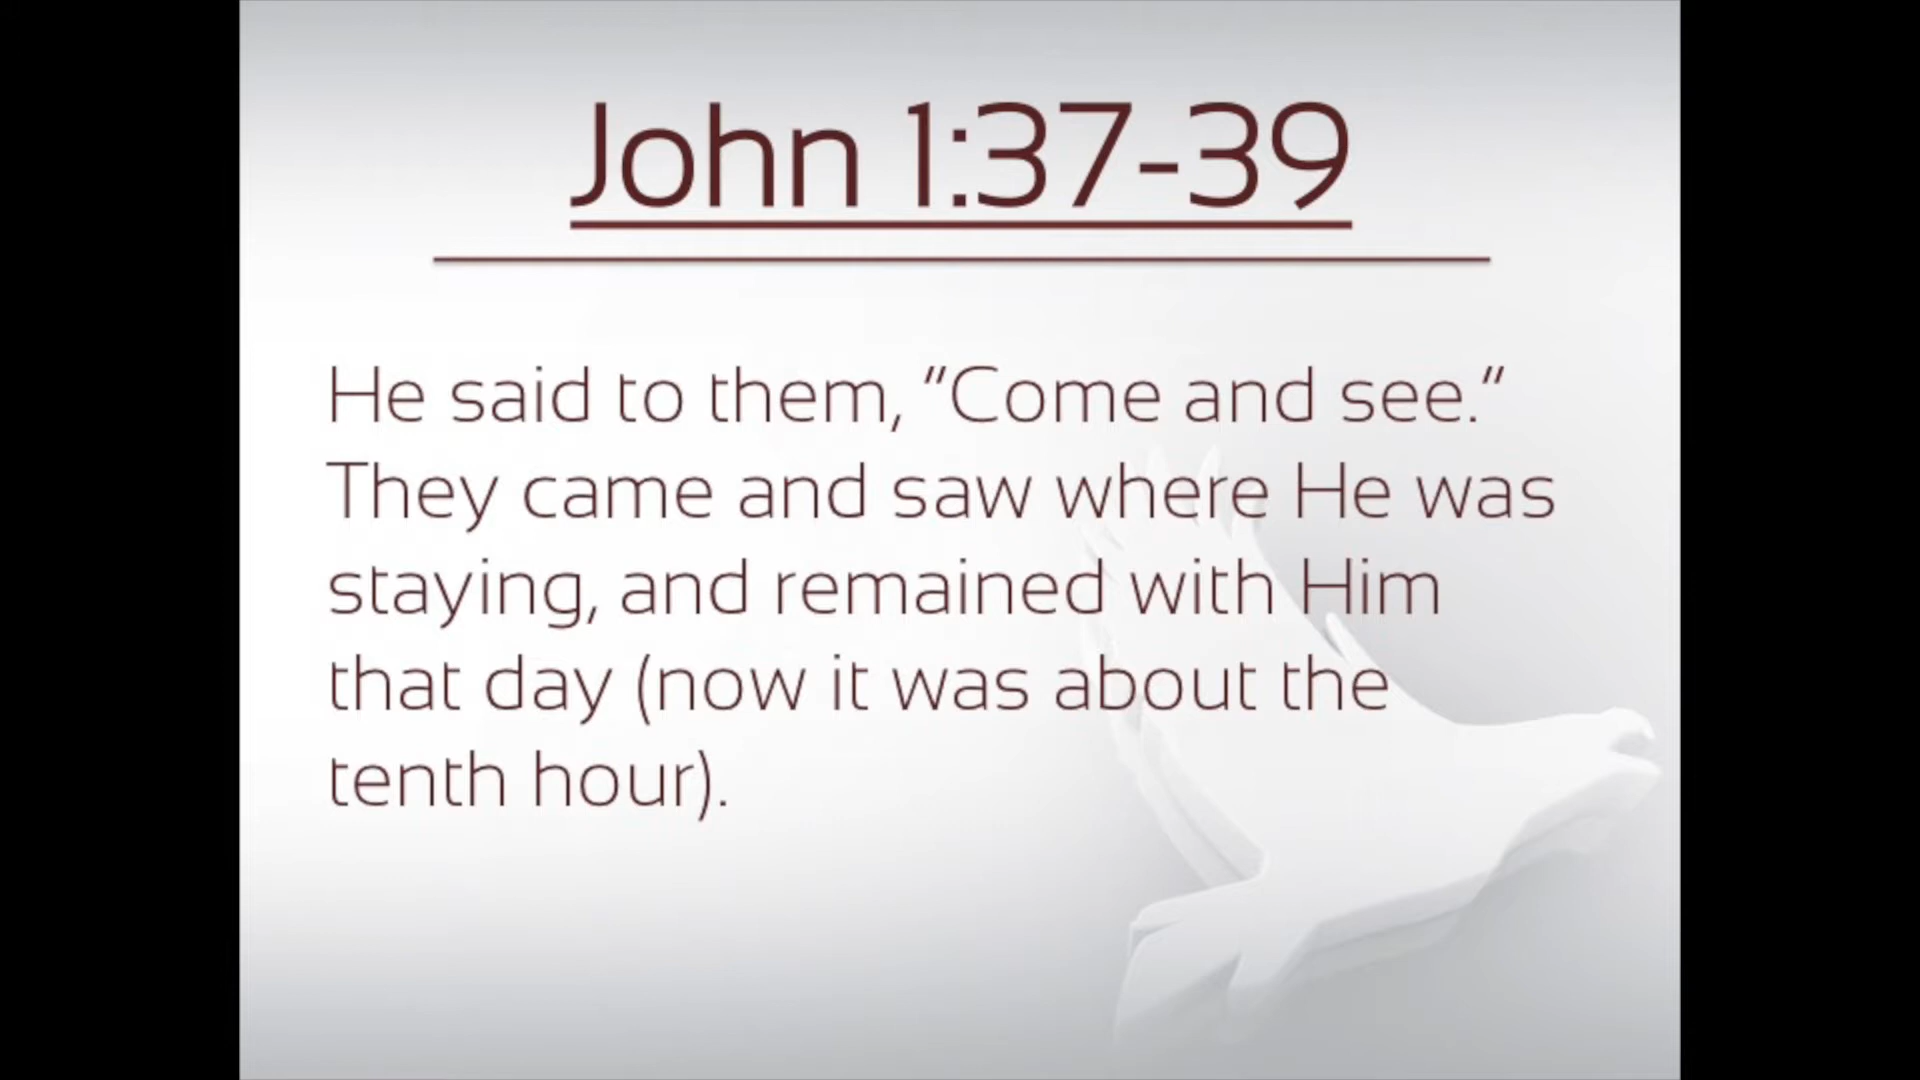 John 1:37-39
He said to them, "Come and see."
They came and saw where He was
staying, and remained with Him
that day (now it was about the
tenth hour).